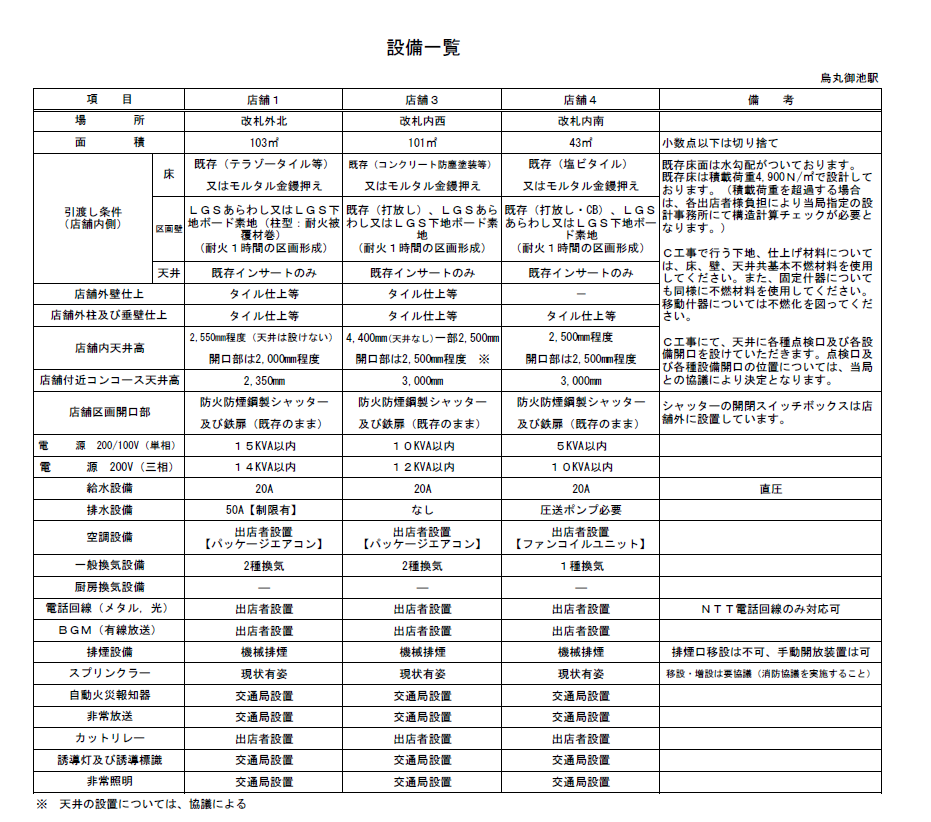 設備一覧
烏丸御池駅
項　目　店舗１　店舗３　店舗４　備　考
場　所　改札外北　改札内西　改札内南
面　積　103㎡　101㎡　43㎡　小数点以下は切り捨て
引渡し条件
（店舗内側）
床
既存（テラゾータイル等）
又はモルタル金鏝押え
既存（コンクリート防塵塗装等）
又はモルタル金鏝押え
既存（塩ビタイル）
又はモルタル金鏝押え
区画壁
ＬＧＳあらわし又はＬＧＳ下
地ボード素地（柱型：耐火被
覆材巻）
（耐火１時間の区画形成）
既存（打放し）、ＬＧＳあら
わし又はＬＧＳ下地ボード素
地
（耐火１時間の区画形成）
既存（打放し・CB）、ＬＧＳ
あらわし又はＬＧＳ下地ボー
ド素地
（耐火１時間の区画形成）
天井　既存インサートのみ　既存インサートのみ　既存インサートのみ
既存床面は水勾配がついております。
既存床は積載荷重4,900Ｎ/㎡で設計して
おります。（積載荷重を超過する場合
は、各出店者様負担により当局指定の設
計事務所にて構造計算チェックが必要と
なります。）
Ｃ工事で行う下地、仕上げ材料について
は、床、壁、天井共基本不燃材料を使用
してください。また、固定什器について
も同様に不燃材料を使用してください。
移動什器については不燃化を図ってくだ
さい。
Ｃ工事にて、天井に各種点検口及び各設
備開口を設けていただきます。点検口及
び各種設備開口の位置については、当局
との協議により決定となります。
店舗外壁仕上　タイル仕上等　タイル仕上等　－
店舗外柱及び垂壁仕上　タイル仕上等　タイル仕上等　タイル仕上等
店舗内天井高
2,550㎜程度（天井は設けない）
開口部は2,000㎜程度
4,400㎜(天井なし)一部2,500㎜
開口部は2,500㎜程度　※
2,500㎜程度
開口部は2,500㎜程度
店舗付近コンコース天井高　2,350㎜　3,000㎜　3,000㎜
店舗区画開口部
防火防煙鋼製シャッター
及び鉄扉（既存のまま）
防火防煙鋼製シャッター
及び鉄扉（既存のまま）
防火防煙鋼製シャッター
及び鉄扉（既存のまま）
シャッターの開閉スイッチボックスは店
舗外に設置しています。
電　源　200/100V（単相）　１５KVA以内　１０KVA以内　５KVA以内
電　源　200V（三相）　１４KVA以内　１２KVA以内　１０KVA以内
給水設備　20A　20A　20A　直圧
排水設備　50A【制限有】　なし　圧送ポンプ必要
空調設備
出店者設置
【パッケージエアコン】
出店者設置
【パッケージエアコン】
出店者設置
【ファンコイルユニット】
一般換気設備　2種換気　2種換気　１種換気
厨房換気設備　―　―　―
電話回線（メタル，光）　出店者設置　出店者設置　出店者設置　ＮＴＴ電話回線のみ対応可
ＢＧＭ（有線放送）　出店者設置　出店者設置　出店者設置
排煙設備　機械排煙　機械排煙　機械排煙　排煙口移設は不可、手動開放装置は可
スプリンクラー　現状有姿　現状有姿　現状有姿　移設・増設は要協議（消防協議を実施すること）
自動火災報知器　交通局設置　交通局設置　交通局設置
非常放送　交通局設置　交通局設置　交通局設置
カットリレー　出店者設置　出店者設置　出店者設置
誘導灯及び誘導標識　交通局設置　交通局設置　交通局設置
非常照明　交通局設置　交通局設置　交通局設置
※　天井の設置については、協議による